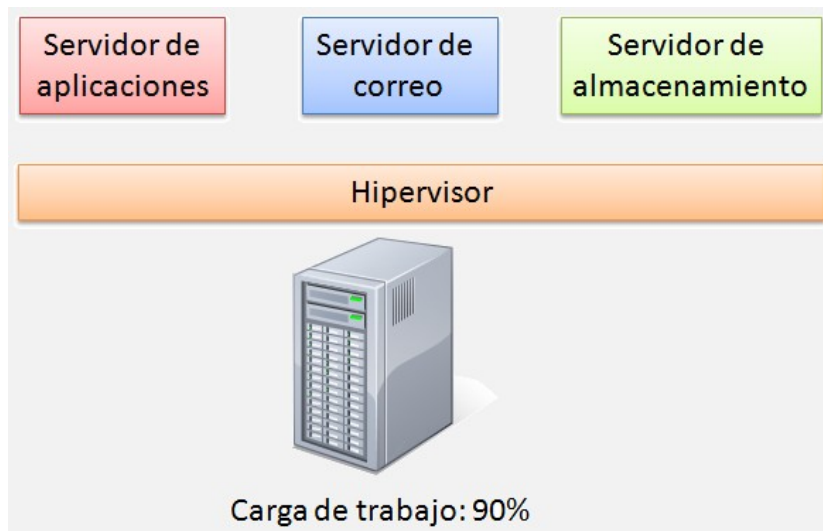 Servidor de
aplicaciones
Servidor de
correo
Servidor de
almacenamiento
Hipervisor
Carga de trabajo: 90%